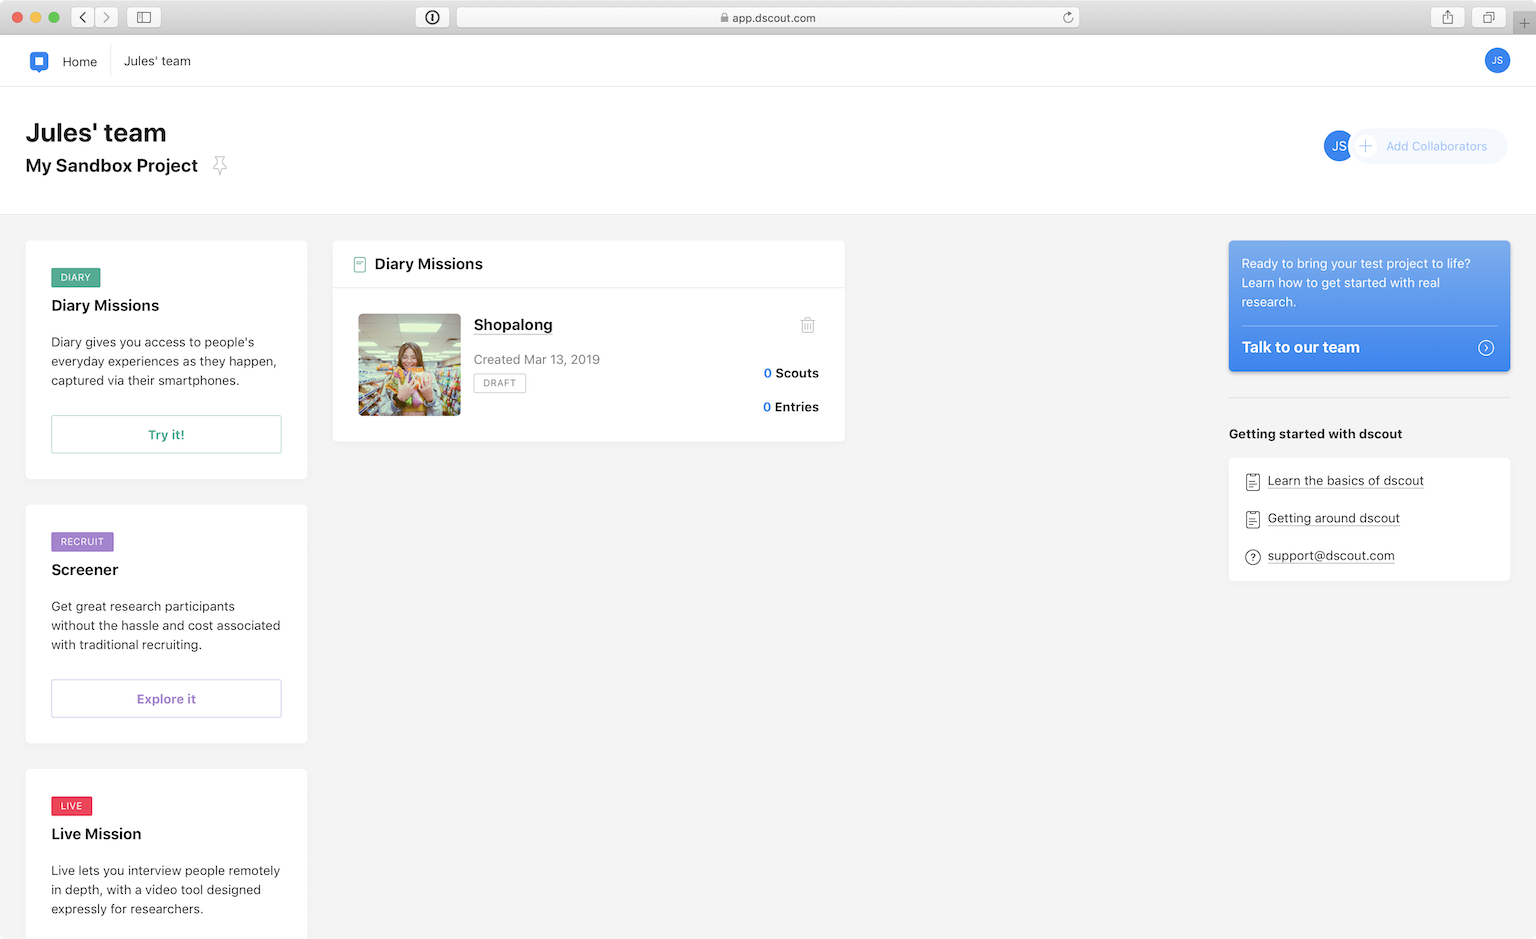 app.dscout.com
Home
Jules' team
JS
Jules' team
My Sandbox Project
JS
Add Collaborators
DIARY
Diary Missions
Diary gives you access to people's
everyday experiences as they happen,
captured via their smartphones.
Try it!
RECRUIT
Screener
Get great research participants
without the hassle and cost associated
with traditional recruiting.
Explore it
LIVE
Live Mission
Live lets you interview people remotely
in depth, with a video tool designed
expressly for researchers.
Diary Missions
Shopalong
Created Mar 13, 2019
DRAFT
0 Scouts
0 Entries
Ready to bring your test project to life?
Learn how to get started with real
research.
Talk to our team
Getting started with dscout
Learn the basics of dscout
Getting around dscout
support@dscout.com